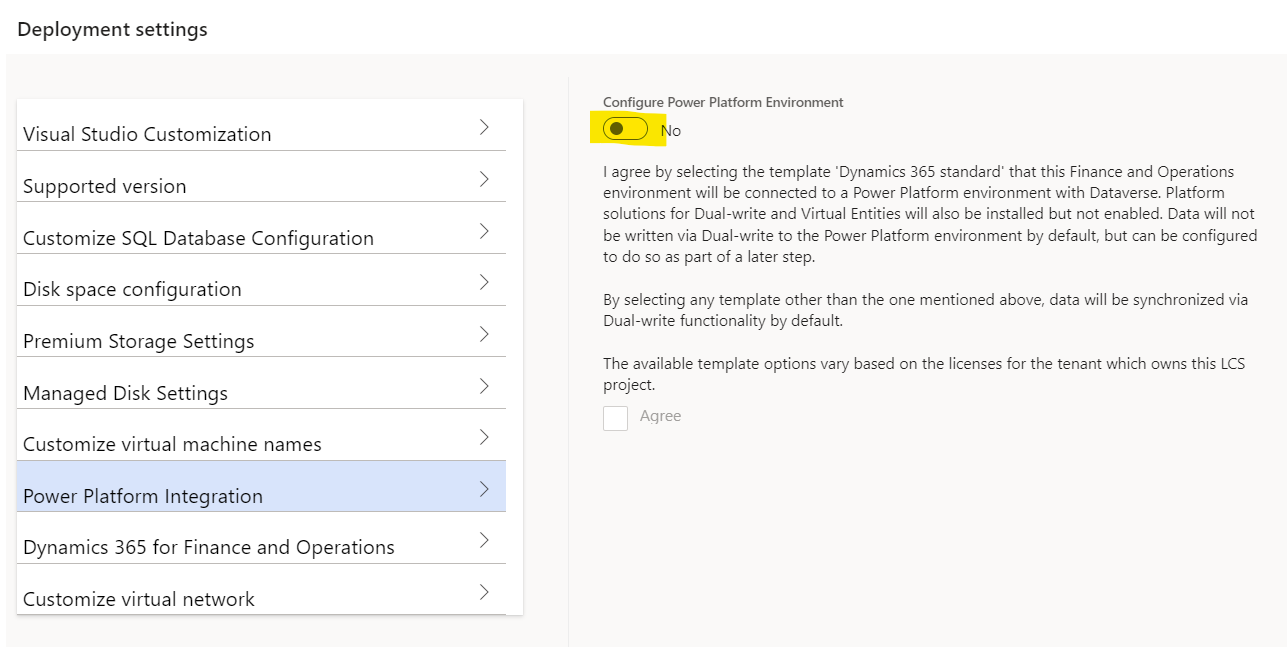 Deployment settings
Visual Studio Customization
Supported version
Customize SQL Database Configuration
Disk space configuration
Premium Storage Settings
Managed Disk Settings
Customize virtual machine names
Power Platform Integration
Dynamics 365 for Finance and Operations
Customize virtual network
Configure Power Platform Environment
No
I agree by selecting the template 'Dynamics 365 standard' that this Finance and Operations
environment will be connected to a Power Platform environment with Dataverse. Platform
solutions for Dual-write and Virtual Entities will also be installed but not enabled. Data will not
be written via Dual-write to the Power Platform environment by default, but can be configured
to do so as part of a later step.
By selecting any template other than the one mentioned above, data will be synchronized via
Dual-write functionality by default.
The available template options vary based on the licenses for the tenant which owns this LCS
project.
Agree